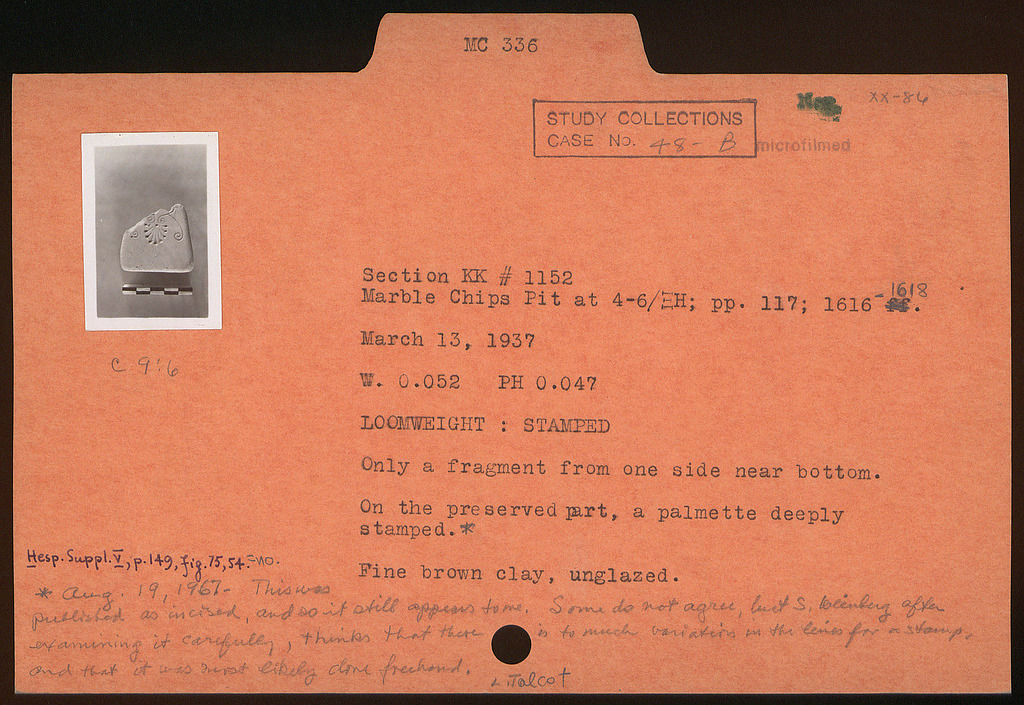 MC 336
Neg. XX-86
STUDY COLLECTIONS
CASE No. 48-B
microfilmed
Section KK # 1152
Marble Chips Pit at 4-6/ΞH; pp. 117; 1616-1618.
March 13, 1937
W. 0.052 PH 0.047
C 9:6
LOOMWEIGHT : STAMPED
Only a fragment from one side near bottom.
On the preserved part, a palmette deeply
stamped.*
Hesp. Suppl. V, p. 149, fig. 75, 54. = no.
Fine brown clay, unglazed.
* Aug. 19, 1967 - This was
published as incised, and so it still appears to me. Some do not agree, but S. after
examining it carefully, thinks that there is to much variation in the lines for a stamp,
and that it was most likely done freehand.
L Talcot